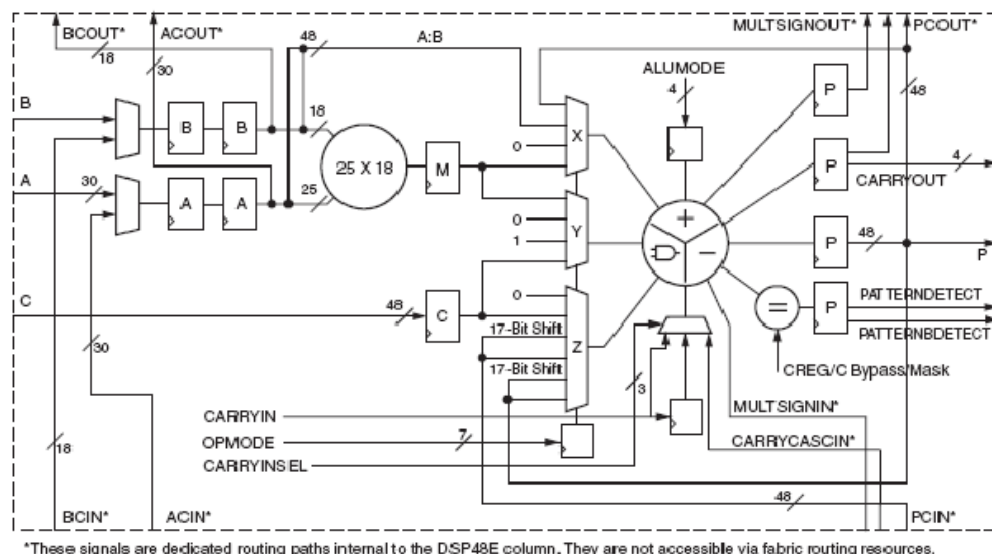 BCOUT* ACOUT* 48 A:B MULTSIGNOUT* PCOUT*
18 30 ALUMODE 48
4
B 18 P
B B X
0
25 X 18 M P 4
A 30 25 CARRYOUT
A A 0 Y +
1 − P 48 P
C 48 C 0 = P PATTERNDETECT
17-Bit Shift PATTERNBDETECT
30 Z
17-Bit Shift CREG/C Bypass/Mask
3
CARRYIN MULTSIGNIN*
OPMODE 7 CARRYCASCIN*
18 CARRYINSEL
48
BCIN* ACIN* PCIN*
*These signals are dedicated routing paths internal to the DSP48E column. They are not accessible via fabric routing resources.